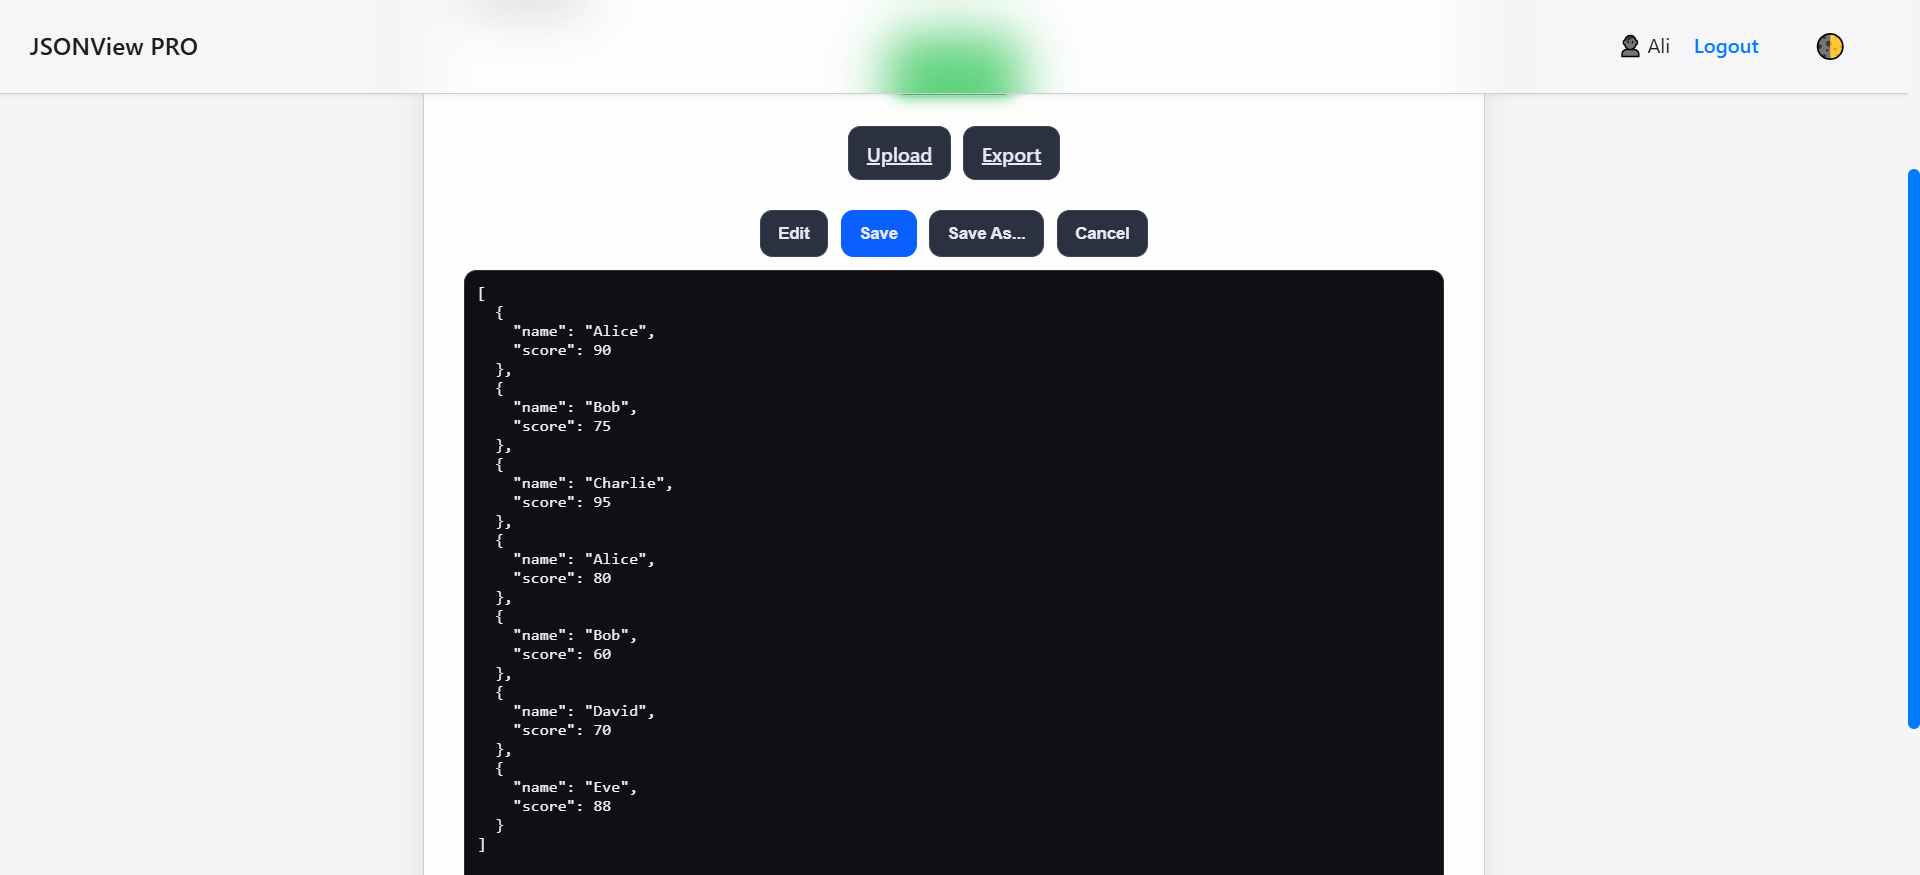 JSONView PRO
Ali
Logout
Upload
Export
Edit
Save
Save As...
Cancel
[
  {
    "name": "Alice",
    "score": 90
  },
  {
    "name": "Bob",
    "score": 75
  },
  {
    "name": "Charlie",
    "score": 95
  },
  {
    "name": "Alice",
    "score": 80
  },
  {
    "name": "Bob",
    "score": 60
  },
  {
    "name": "David",
    "score": 70
  },
  {
    "name": "Eve",
    "score": 88
  }
]